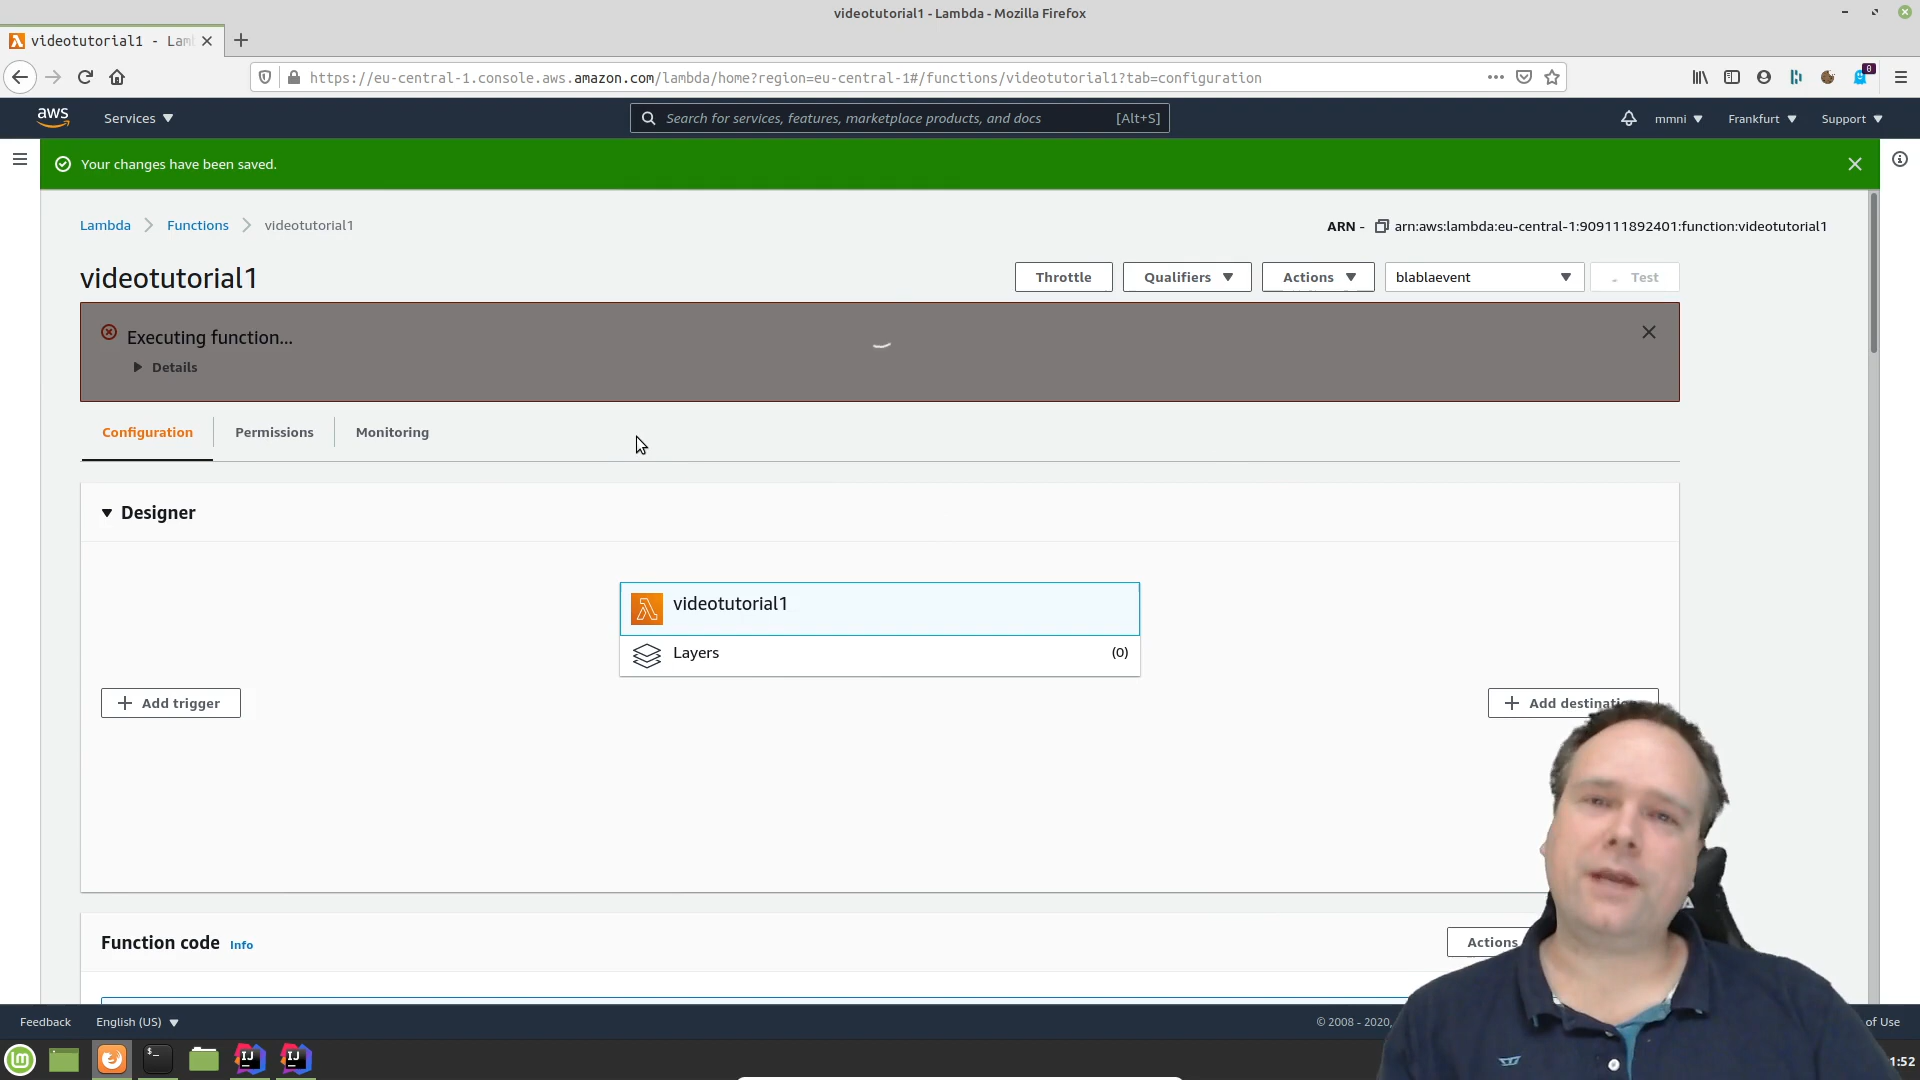 videotutorial1 - Lambda - Mozilla Firefox
videotutorial1 - Lam
https://eu-central-1.console.aws.amazon.com/lambda/home?region=eu-central-1#/functions/videotutorial1?tab=configuration
0
aws
Services
Search for services, features, marketplace products, and docs
[Alt+S]
mmni
Frankfurt
Support
Your changes have been saved.
Lambda
Functions
videotutorial1
ARN - arn:aws:lambda:eu-central-1:909111892401:function:videotutorial1
videotutorial1
Throttle
Qualifiers
Actions
blablaevent
Test
Executing function...
Details
Configuration
Permissions
Monitoring
Designer
videotutorial1
Layers
(0)
Add trigger
Add destinatio
Function code
Info
Actions
Feedback
English (US)
© 2008 - 2020,
of Use
$_
IJ
IJ
1:52